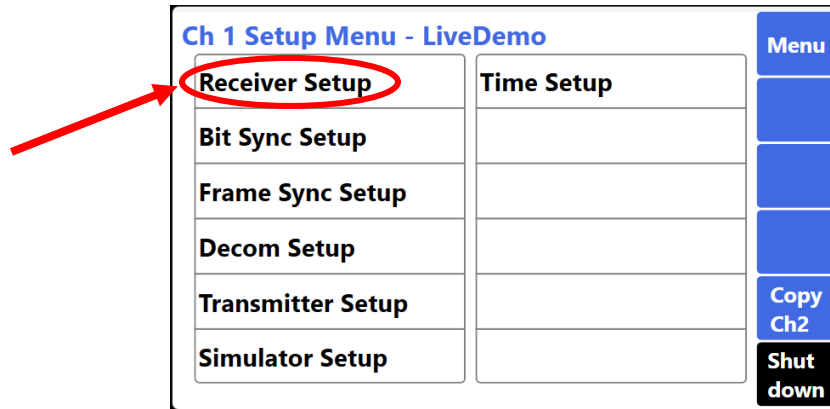 Ch 1 Setup Menu - LiveDemo
Menu
Receiver Setup
Time Setup
Bit Sync Setup
Frame Sync Setup
Decom Setup
Transmitter Setup
Simulator Setup
Copy
Ch2
Shut
down